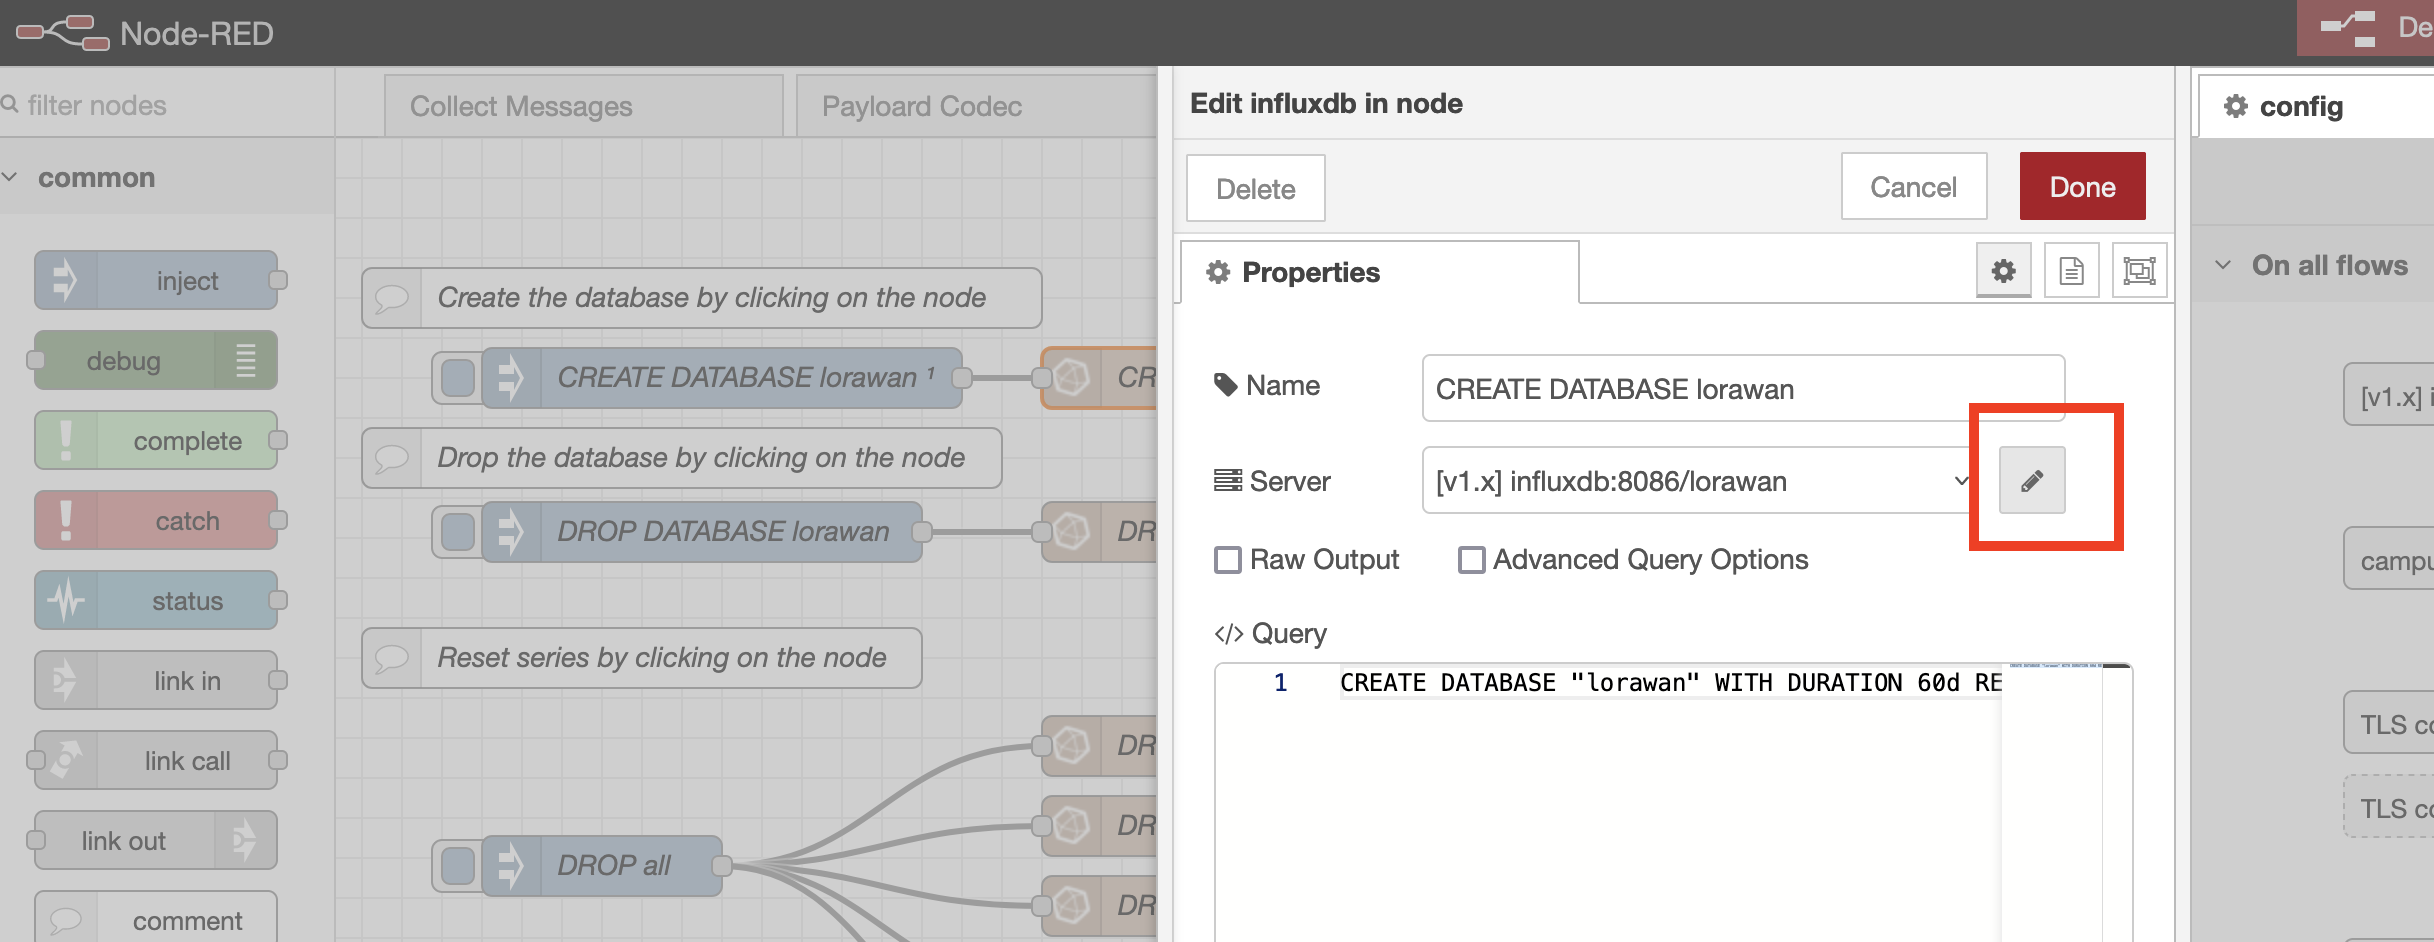 Node-RED
De
filter nodes
Collect Messages
Payloard Codec
Edit influxdb in node
config
common
Delete
Cancel
Done
On all flows
Properties
inject
debug
complete
catch
status
link in
link call
link out
comment
Create the database by clicking on the node
CREATE DATABASE lorawan ¹
CR
Drop the database by clicking on the node
DROP DATABASE lorawan
DR
Reset series by clicking on the node
DR
DR
DROP all
DR
Name
CREATE DATABASE lorawan
Server
[v1.x] influxdb:8086/lorawan
Raw Output
Advanced Query Options
</> Query
1 CREATE DATABASE "lorawan" WITH DURATION 60d RE
[v1.x] i
campu
TLS co
TLS co